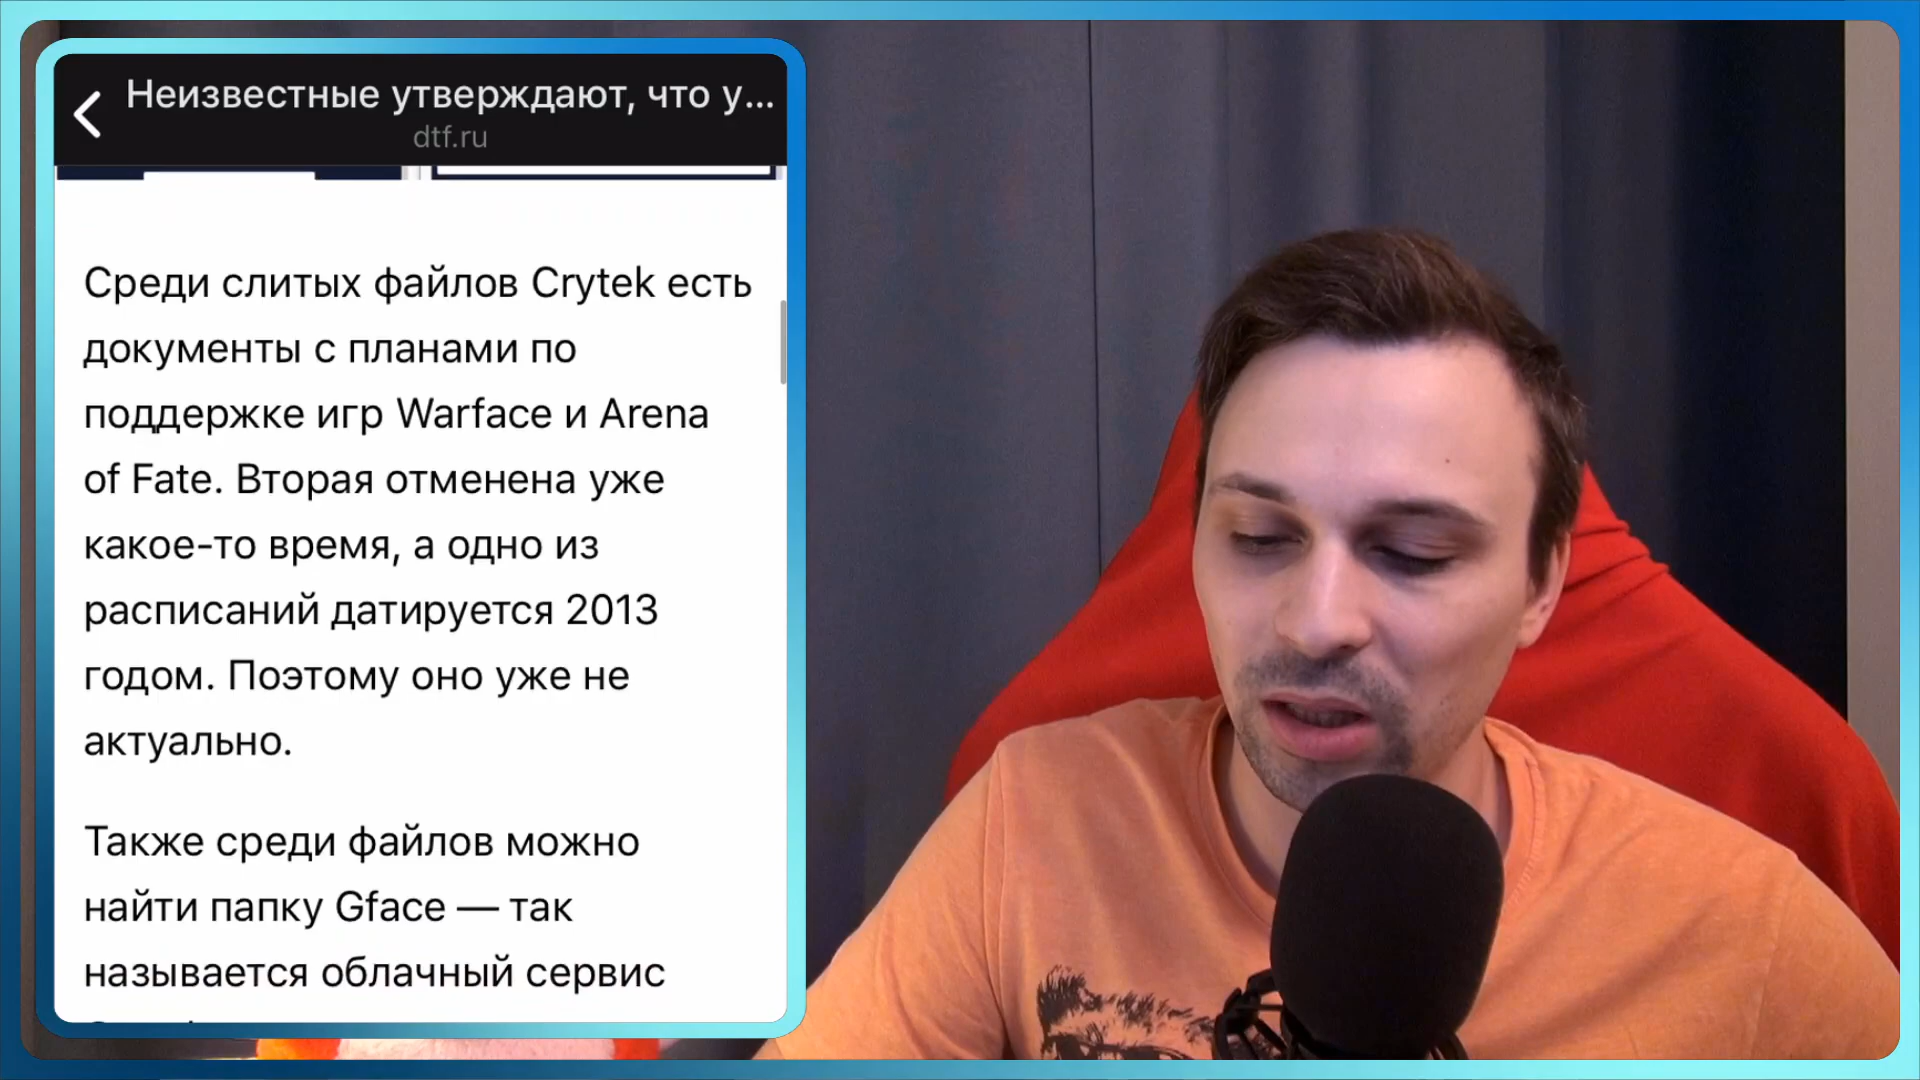 Неизвестные утверждают, что у...
dtf.ru
Среди слитых файлов Crytek есть
документы с планами по
поддержке игр Warface и Arena
of Fate. Вторая отменена уже
какое-то время, а одно из
расписаний датируется 2013
годом. Поэтому оно уже не
актуально.
Также среди файлов можно
найти папку Gface — так
называется облачный сервис